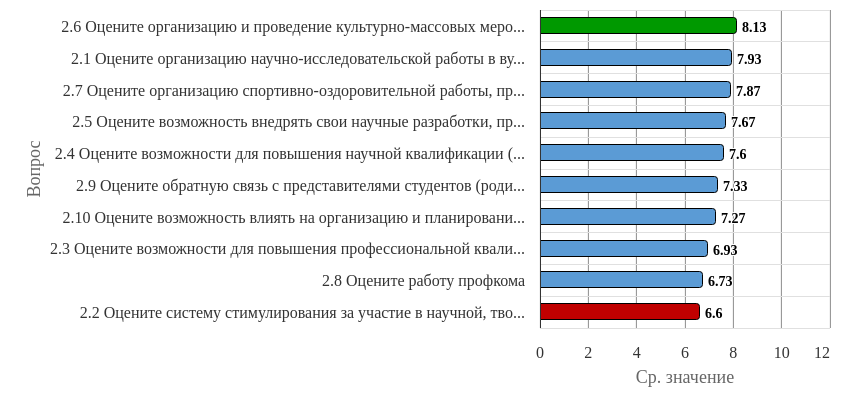 2.6 Оцените организацию и проведение культурно-массовых меро... 8.13
2.1 Оцените организацию научно-исследовательской работы в ву... 7.93
2.7 Оцените организацию спортивно-оздоровительной работы, пр... 7.87
2.5 Оцените возможность внедрять свои научные разработки, пр... 7.67
2.4 Оцените возможности для повышения научной квалификации (... 7.6
2.9 Оцените обратную связь с представителями студентов (роди... 7.33
2.10 Оцените возможность влиять на организацию и планировани... 7.27
2.3 Оцените возможности для повышения профессиональной квали... 6.93
2.8 Оцените работу профкома 6.73
2.2 Оцените систему стимулирования за участие в научной, тво... 6.6
Вопрос
0 2 4 6 8 10 12
Ср. значение